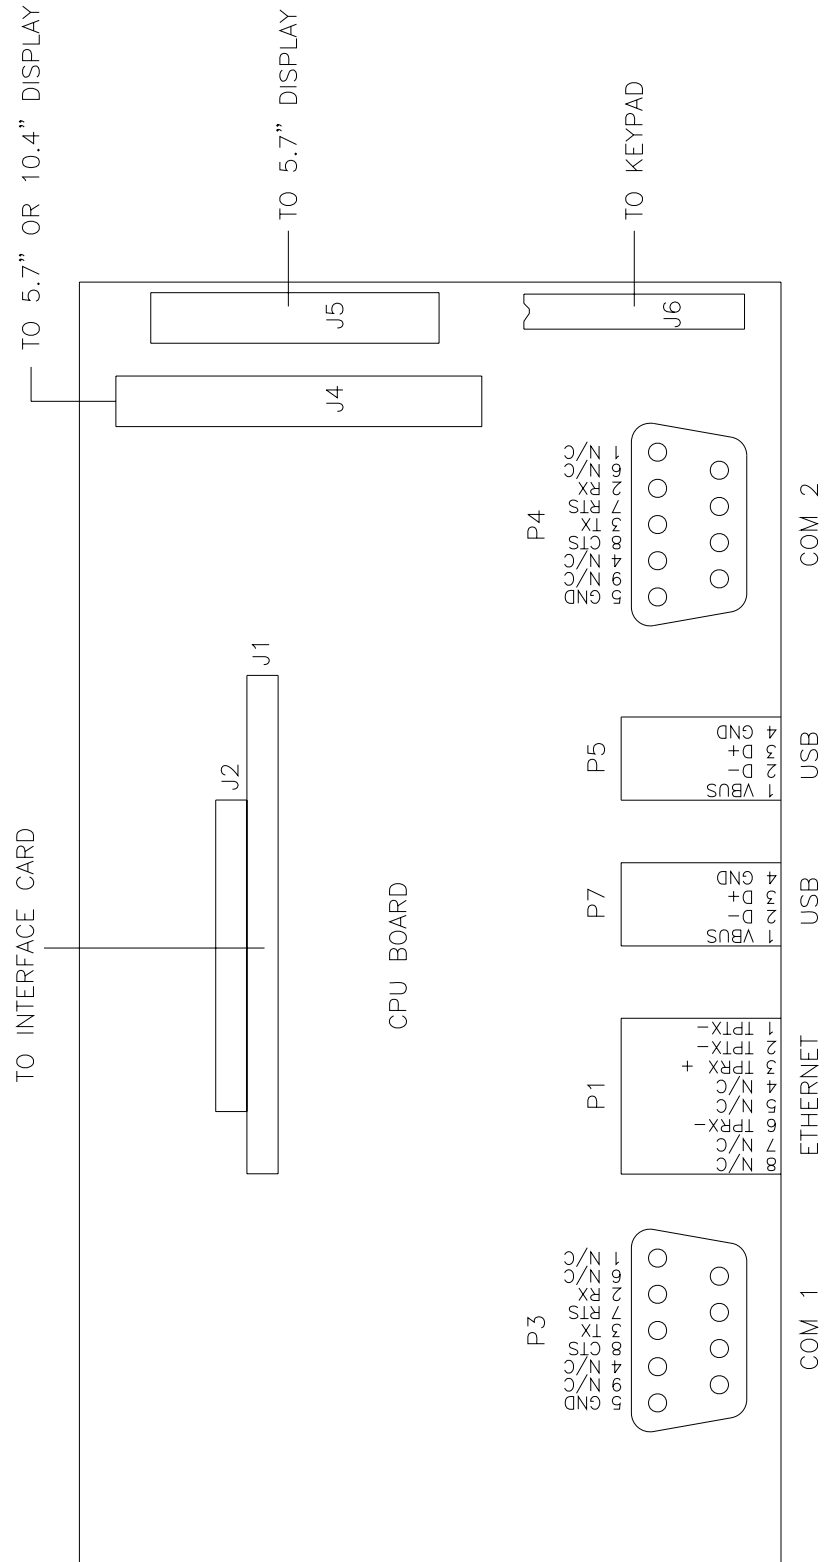 TO 5.7" OR 10.4" DISPLAY
TO 5.7" DISPLAY
TO KEYPAD
J5
J6
J4
P4
1 N/C
6 N/C
2 RX
7 RTS
3 TX
8 CTS
4 N/C
9 N/C
5 GND
COM 2
J1
J2
TO INTERFACE CARD
CPU BOARD
P5
4 GND
3 D+
2 D-
1 VBUS
USB
P7
4 GND
3 D+
2 D-
1 VBUS
USB
P1
1 TPTX-
2 TPTX-
3 TPRX +
4 N/C
5 N/C
6 TPRX-
7 N/C
8 N/C
ETHERNET
P3
1 N/C
6 N/C
2 RX
7 RTS
3 TX
8 CTS
4 N/C
9 N/C
5 GND
COM 1